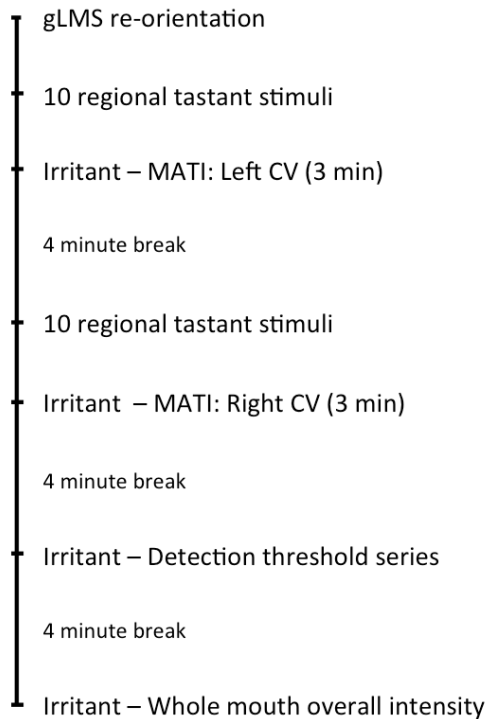 gLMS re-orientation
10 regional tastant stimuli
Irritant – MATI: Left CV (3 min)
4 minute break
10 regional tastant stimuli
Irritant – MATI: Right CV (3 min)
4 minute break
Irritant – Detection threshold series
4 minute break
Irritant – Whole mouth overall intensity